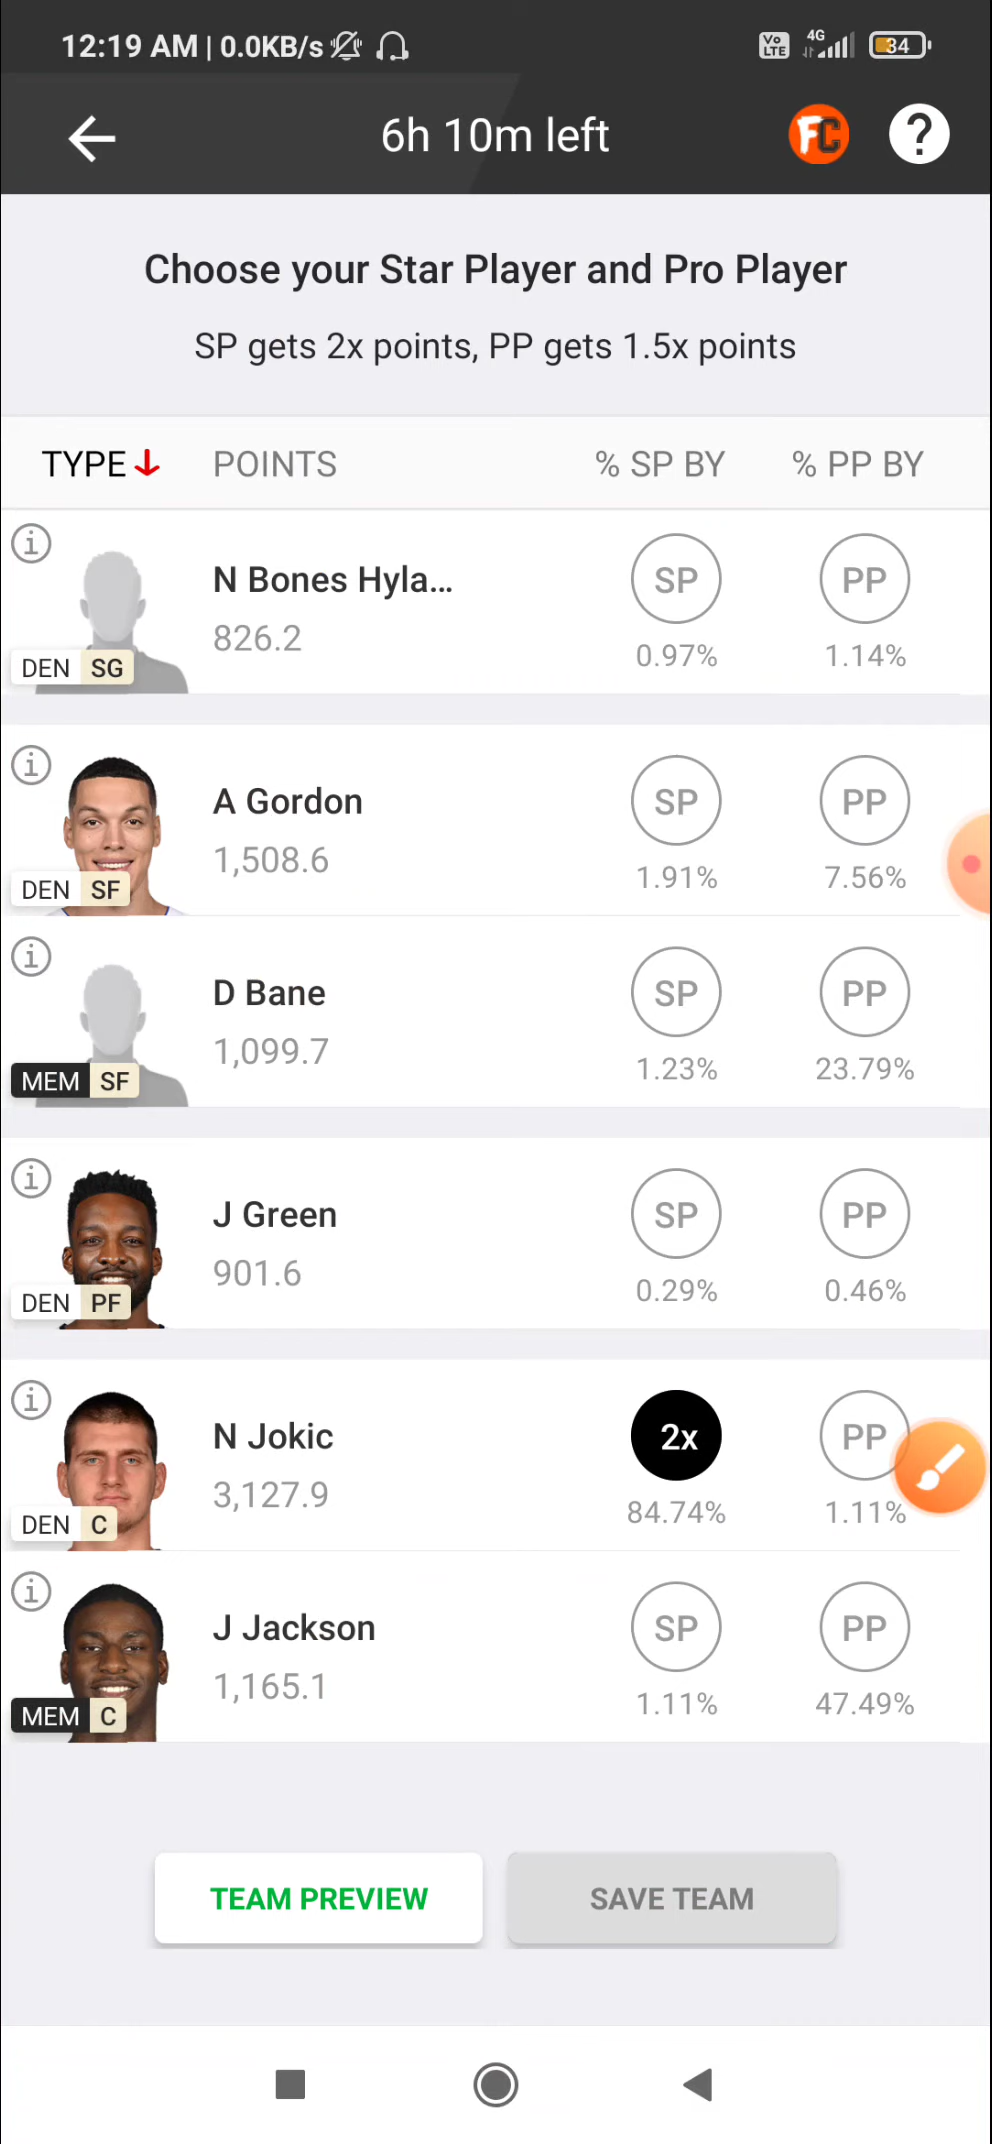 12:19 AM | 0.0KB/s Vo LTE 4G 34
6h 10m left FC ?
Choose your Star Player and Pro Player
SP gets 2x points, PP gets 1.5x points
TYPE POINTS % SP BY % PP BY
i
N Bones Hyla... SP PP
826.2 0.97% 1.14%
DEN SG
i
A Gordon SP PP
1,508.6 1.91% 7.56%
DEN SF
i
D Bane SP PP
1,099.7 1.23% 23.79%
MEM SF
i
J Green SP PP
901.6 0.29% 0.46%
DEN PF
i
N Jokic 2x PP
3,127.9 84.74% 1.11%
DEN C
i
J Jackson SP PP
1,165.1 1.11% 47.49%
MEM C
TEAM PREVIEW SAVE TEAM